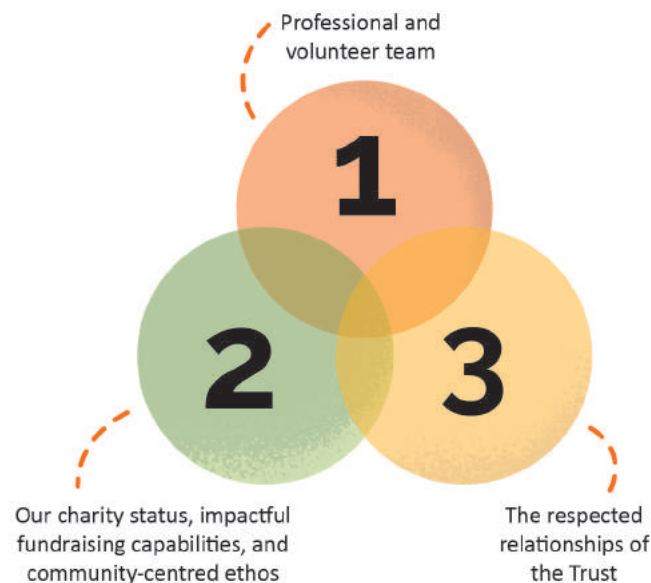 Professional and
volunteer team
1
2
3
Our charity status, impactful
fundraising capabilities, and
community-centred ethos
The respected
relationships of
the Trust